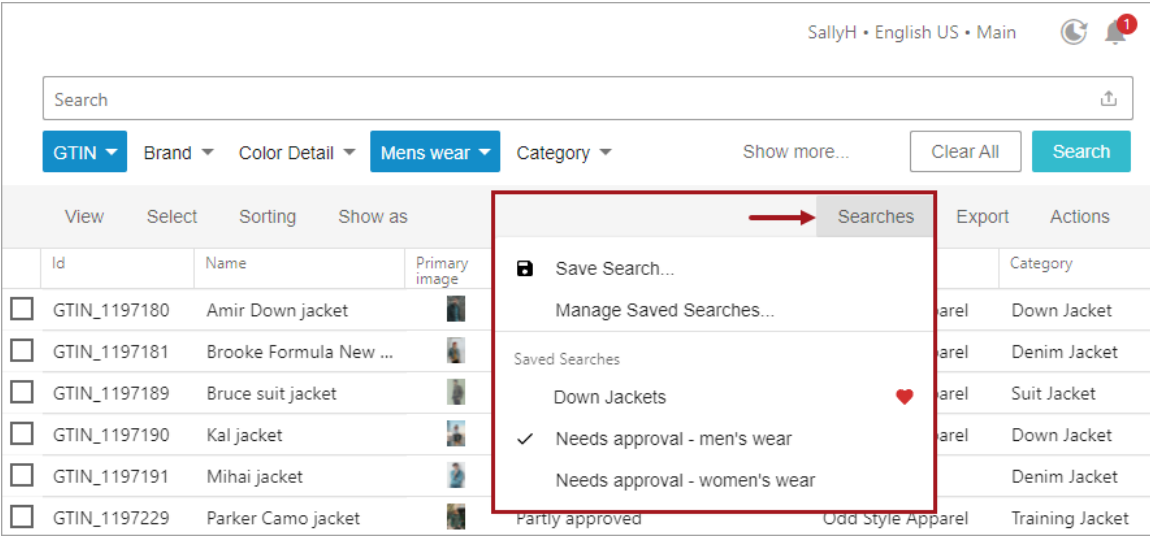 SallyH • English US • Main
1
Search
GTIN Brand Color Detail Mens wear Category Show more... Clear All Search
View Select Sorting Show as Searches Export Actions
Id Name Primary image Category
Save Search...
Manage Saved Searches...
Saved Searches
Down Jackets
Needs approval - men's wear
Needs approval - women's wear
GTIN_1197180 Amir Down jacket arel Down Jacket
GTIN_1197181 Brooke Formula New ... arel Denim Jacket
GTIN_1197189 Bruce suit jacket arel Suit Jacket
GTIN_1197190 Kal jacket arel Down Jacket
GTIN_1197191 Mihai jacket Denim Jacket
GTIN_1197229 Parker Camo jacket Partly approved Odd Style Apparel Training Jacket